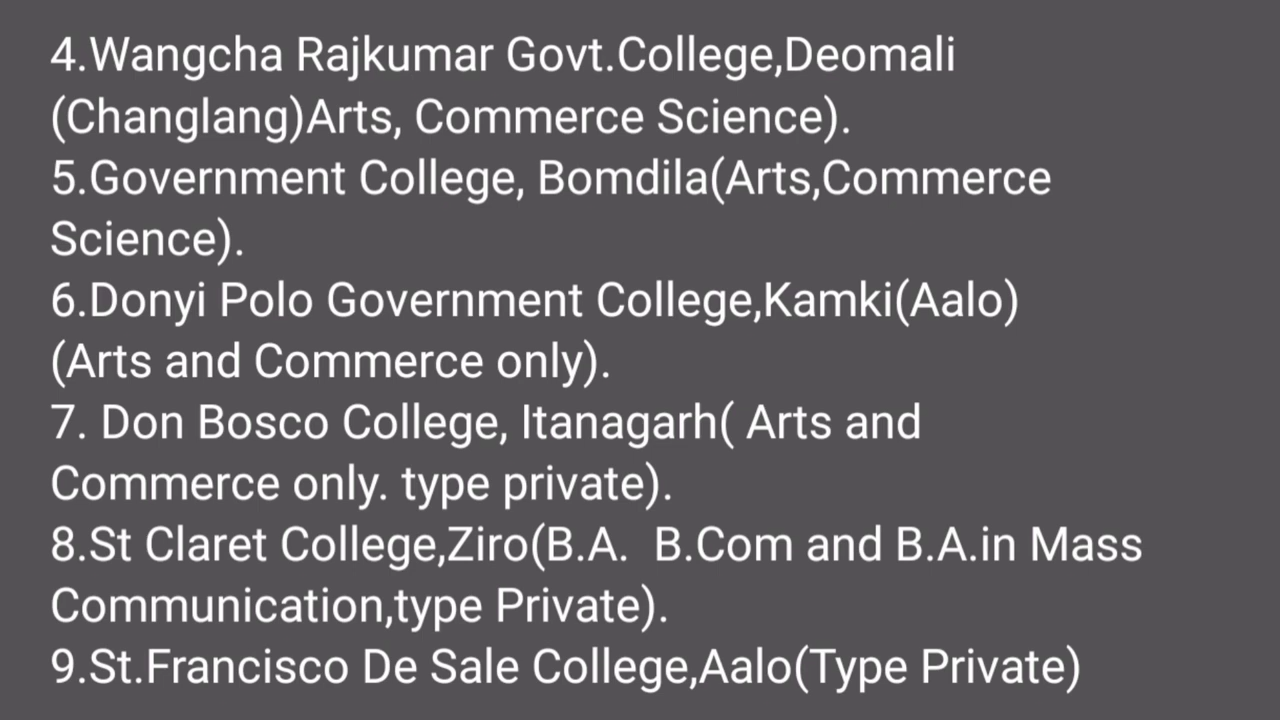 4.Wangcha Rajkumar Govt.College,Deomali
(Changlang)Arts, Commerce Science).
5.Government College, Bomdila(Arts,Commerce
Science).
6.Donyi Polo Government College,Kamki(Aalo)
(Arts and Commerce only).
7. Don Bosco College, Itanagarh( Arts and
Commerce only. type private).
8.St Claret College,Ziro(B.A.  B.Com and B.A.in Mass
Communication,type Private).
9.St.Francisco De Sale College,Aalo(Type Private)